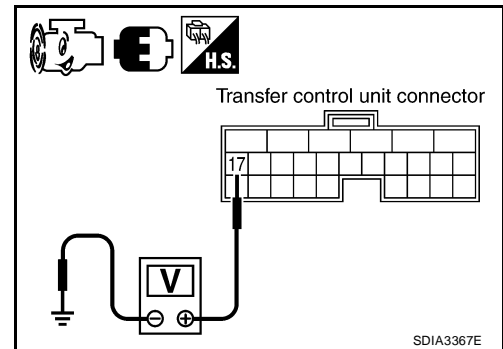 H.S.
Transfer control unit connector
17
V
SDIA3367E